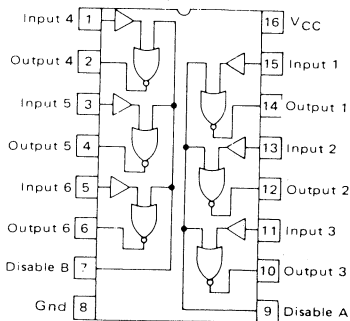 Input 4 1
Output 4 2
Input 5 3
Output 5 4
Input 6 5
Output 6 6
Disable B 7
Gnd 8
16 VCC
15 Input 1
14 Output 1
13 Input 2
12 Output 2
11 Input 3
10 Output 3
9 Disable A